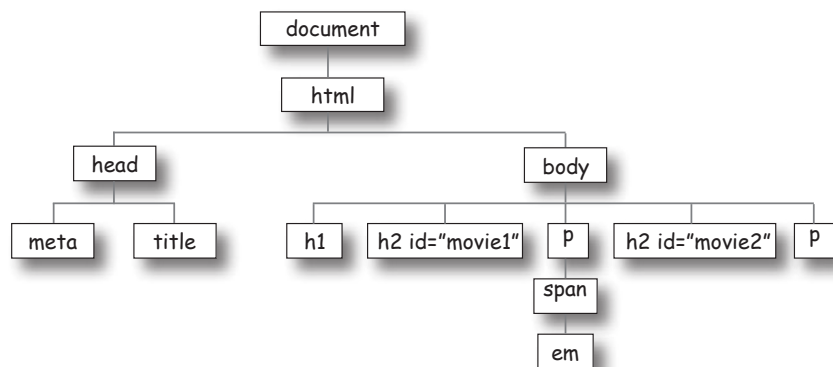 document
html
head
body
meta
title
h1
h2 id="movie1"
p
h2 id="movie2"
p
span
em